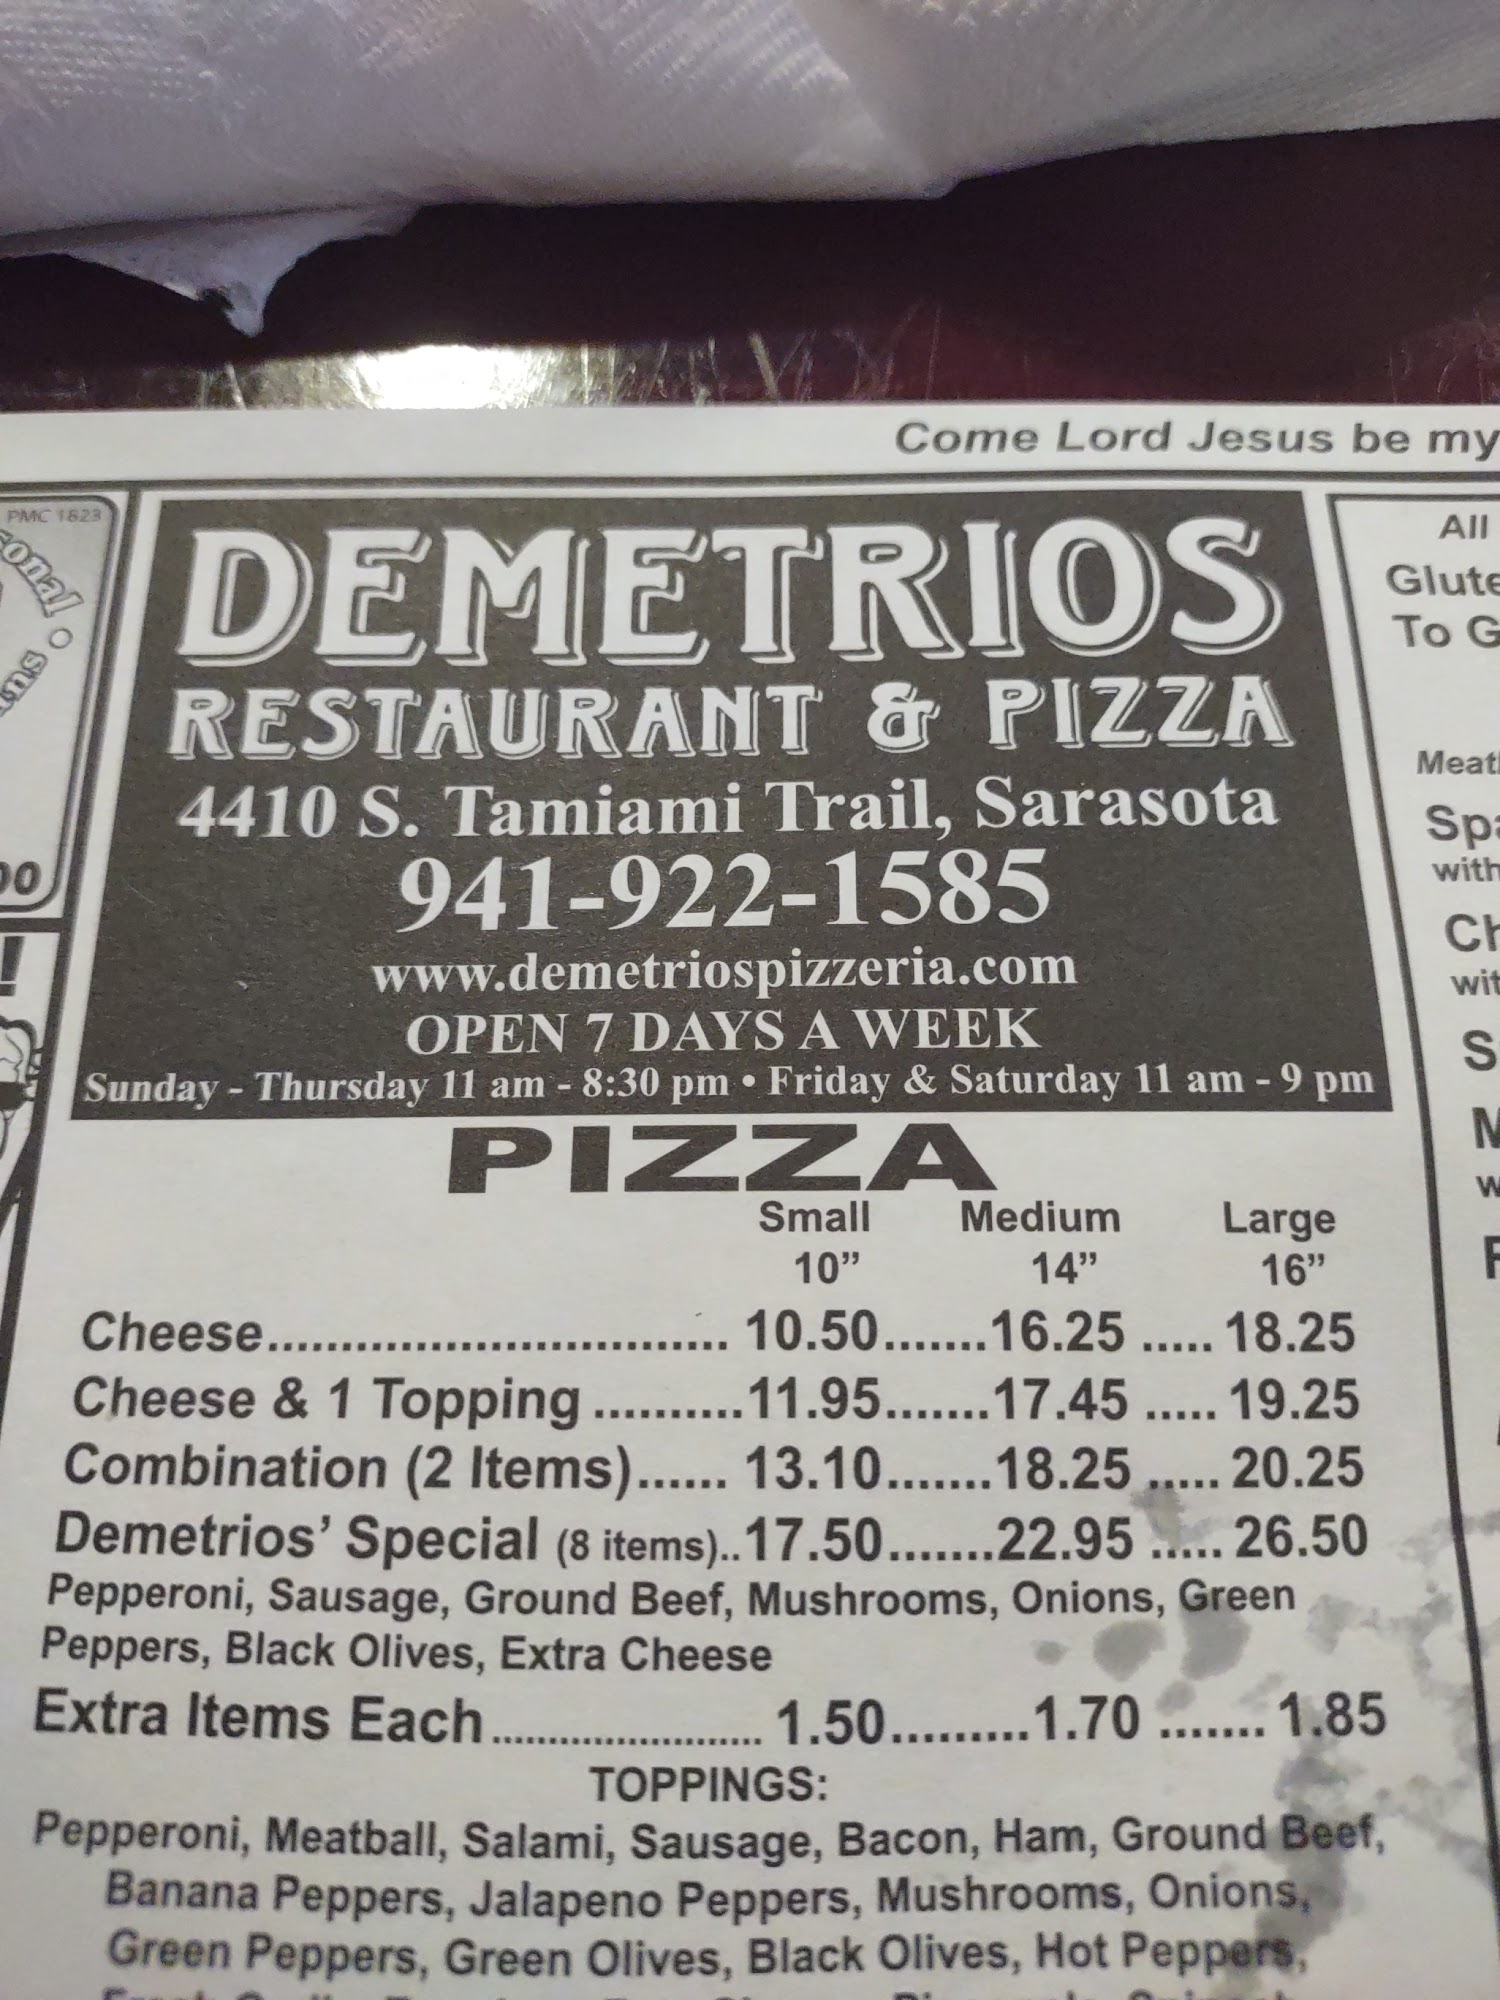 Come Lord Jesus be my
PMC 1823
DEMETRIOS
RESTAURANT & PIZZA
4410 S. Tamiami Trail, Sarasota
941-922-1585
www.demetriospizzeria.com
OPEN 7 DAYS A WEEK
Sunday - Thursday 11 am - 8:30 pm • Friday & Saturday 11 am - 9 pm
PIZZA
Small Medium Large
10” 14” 16”
Cheese............................... 10.50.......16.25 ..... 18.25
Cheese & 1 Topping ..........11.95.......17.45 ..... 19.25
Combination (2 Items)...... 13.10.......18.25 ..... 20.25
Demetrios’ Special (8 items)..17.50.......22.95 ..... 26.50
Pepperoni, Sausage, Ground Beef, Mushrooms, Onions, Green
Peppers, Black Olives, Extra Cheese
Extra Items Each........................ 1.50.........1.70 ....... 1.85
TOPPINGS:
Pepperoni, Meatball, Salami, Sausage, Bacon, Ham, Ground Beef,
Banana Peppers, Jalapeno Peppers, Mushrooms, Onions,
Green Peppers, Green Olives, Black Olives, Hot Peppers,
All
To G
with